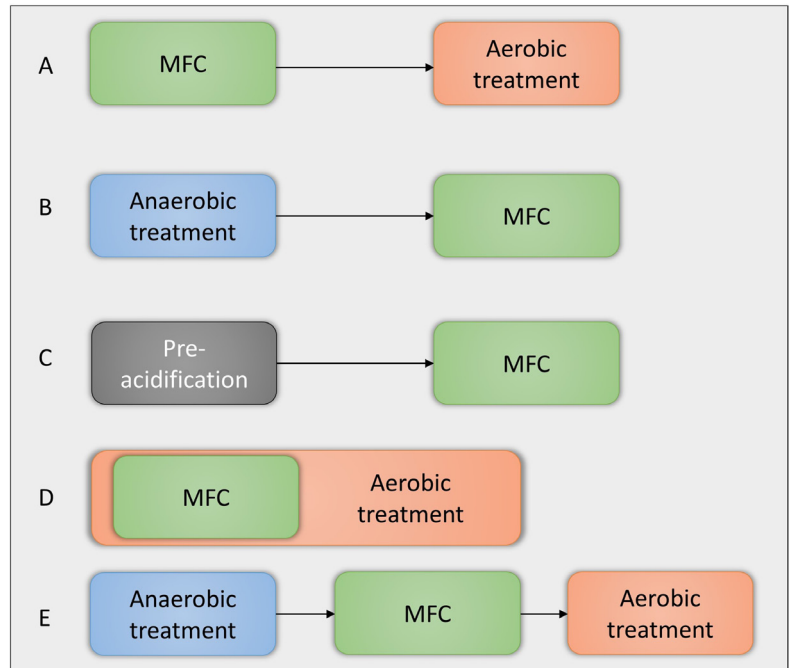 A
MFC
Aerobic
treatment
B
Anaerobic
treatment
MFC
C
Pre-
acidification
MFC
D
MFC
Aerobic
treatment
E
Anaerobic
treatment
MFC
Aerobic
treatment